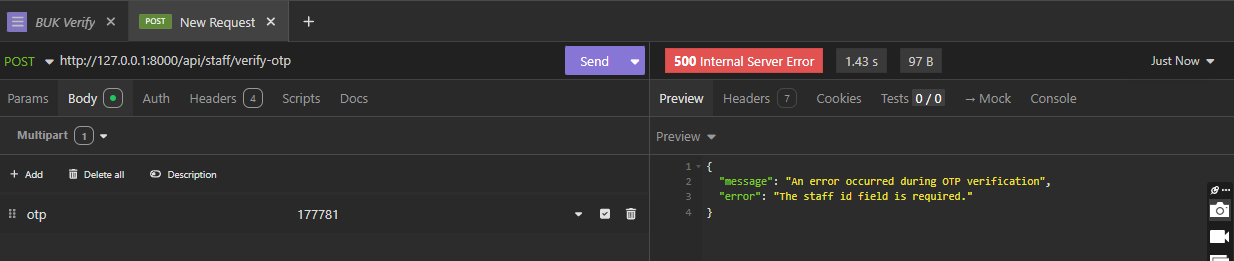 BUK Verify
POST New Request
POST http://127.0.0.1:8000/api/staff/verify-otp Send
500 Internal Server Error 1.43 s 97 B Just Now
Params Body Auth Headers 4 Scripts Docs
Preview Headers 7 Cookies Tests 0 / 0 → Mock Console
Multipart 1
Preview
+ Add Delete all Description
otp 177781
1 {
2 "message": "An error occurred during OTP verification",
3 "error": "The staff id field is required."
4 }